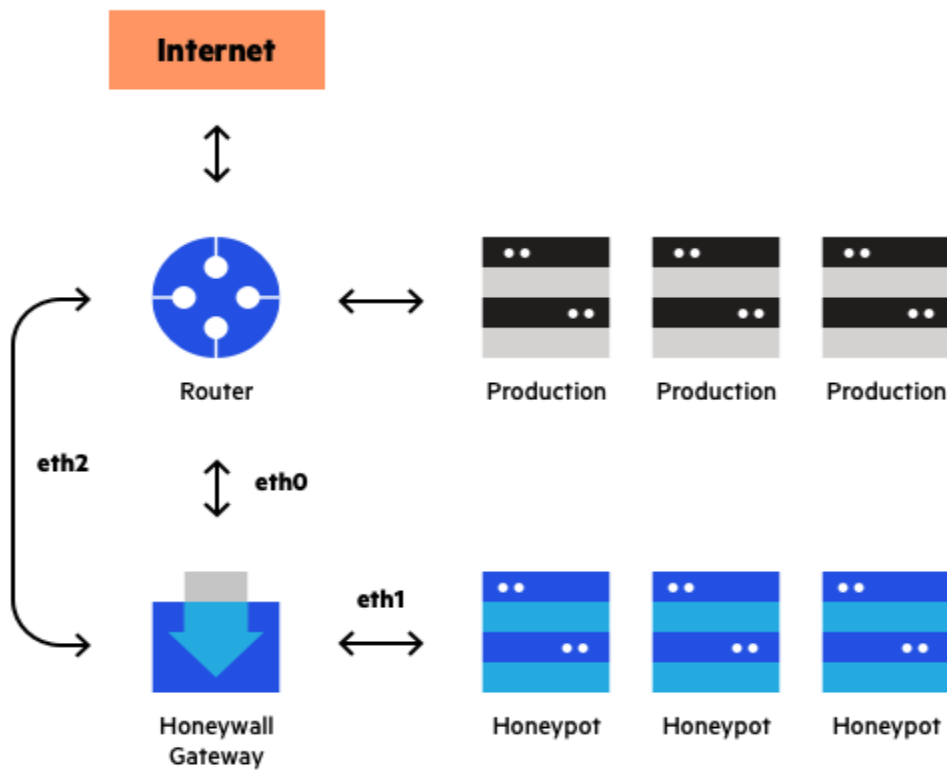 Internet
Router
Production
Production
Production
eth2
eth0
eth1
Honeywall
Gateway
Honeypot
Honeypot
Honeypot